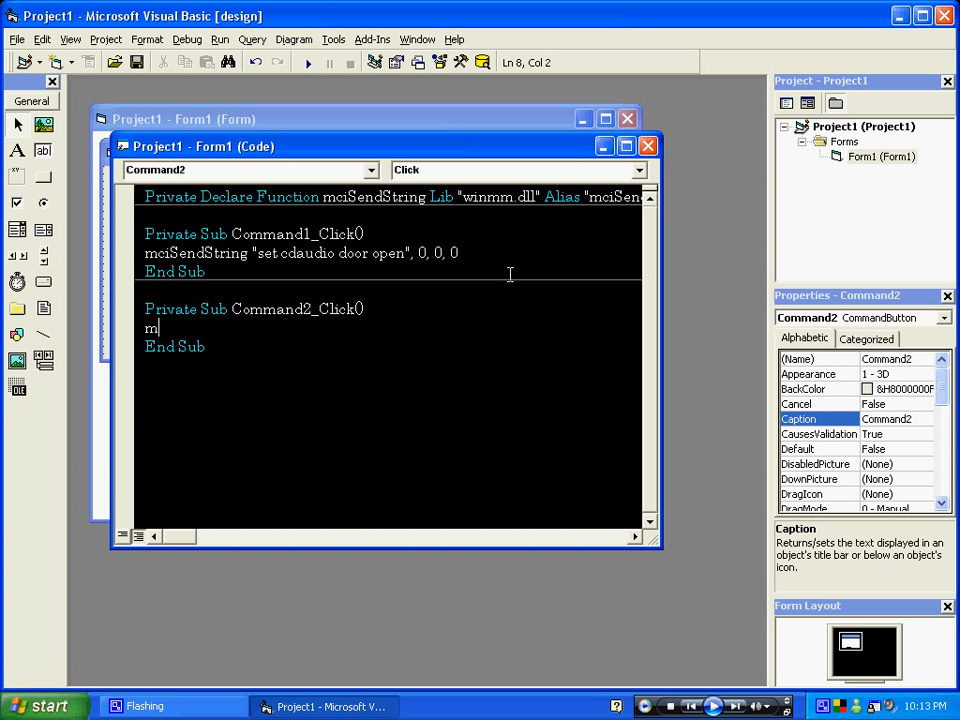 Project1 - Microsoft Visual Basic [design]
File Edit View Project Format Debug Run Query Diagram Tools Add-Ins Window Help
Ln 8, Col 2
General
A
ab
xy
OLE
Project1 - Form1 (Form)
Project1 - Form1 (Code)
Command2 Click
Private Declare Function mciSendString Lib "winmm.dll" Alias "mciSen
Private Sub Command1_Click()
mciSendString "set cdaudio door open", 0, 0, 0
End Sub
Private Sub Command2_Click()
m
End Sub
Project - Project1
Project1 (Project1)
Forms
Form1 (Form1)
Properties - Command2
Command2 CommandButton
Alphabetic Categorized
(Name) Command2
Appearance 1 - 3D
BackColor &H8000000F
Cancel False
Caption Command2
CausesValidation True
Default False
DisabledPicture (None)
DownPicture (None)
DragIcon (None)
DragMode 0 - Manual
Caption
Returns/sets the text displayed in an
object's title bar or below an object's
icon.
Form Layout
start Flashing Project1 - Microsoft V... 10:13 PM